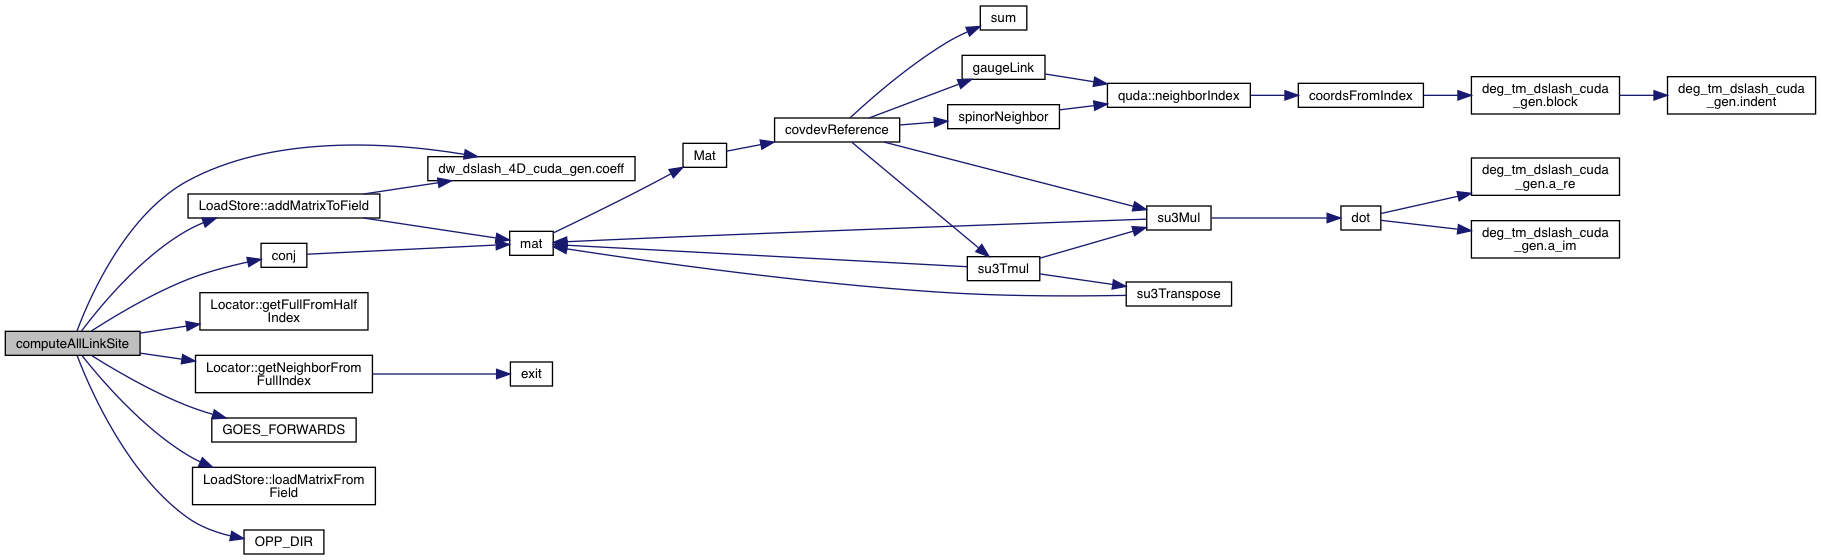 sum
gaugeLink
quda::neighborIndex
coordsFromIndex
deg_tm_dslash_cuda
_gen.block
deg_tm_dslash_cuda
_gen.indent
spinorNeighbor
covdevReference
Mat
dw_dslash_4D_cuda_gen.coeff
deg_tm_dslash_cuda
_gen.a_re
LoadStore::addMatrixToField
su3Mul
dot
deg_tm_dslash_cuda
_gen.a_im
mat
conj
su3Tmul
su3Transpose
Locator::getFullFromHalf
Index
computeAllLinkSite
Locator::getNeighborFrom
FullIndex
exit
GOES_FORWARDS
LoadStore::loadMatrixFrom
Field
OPP_DIR